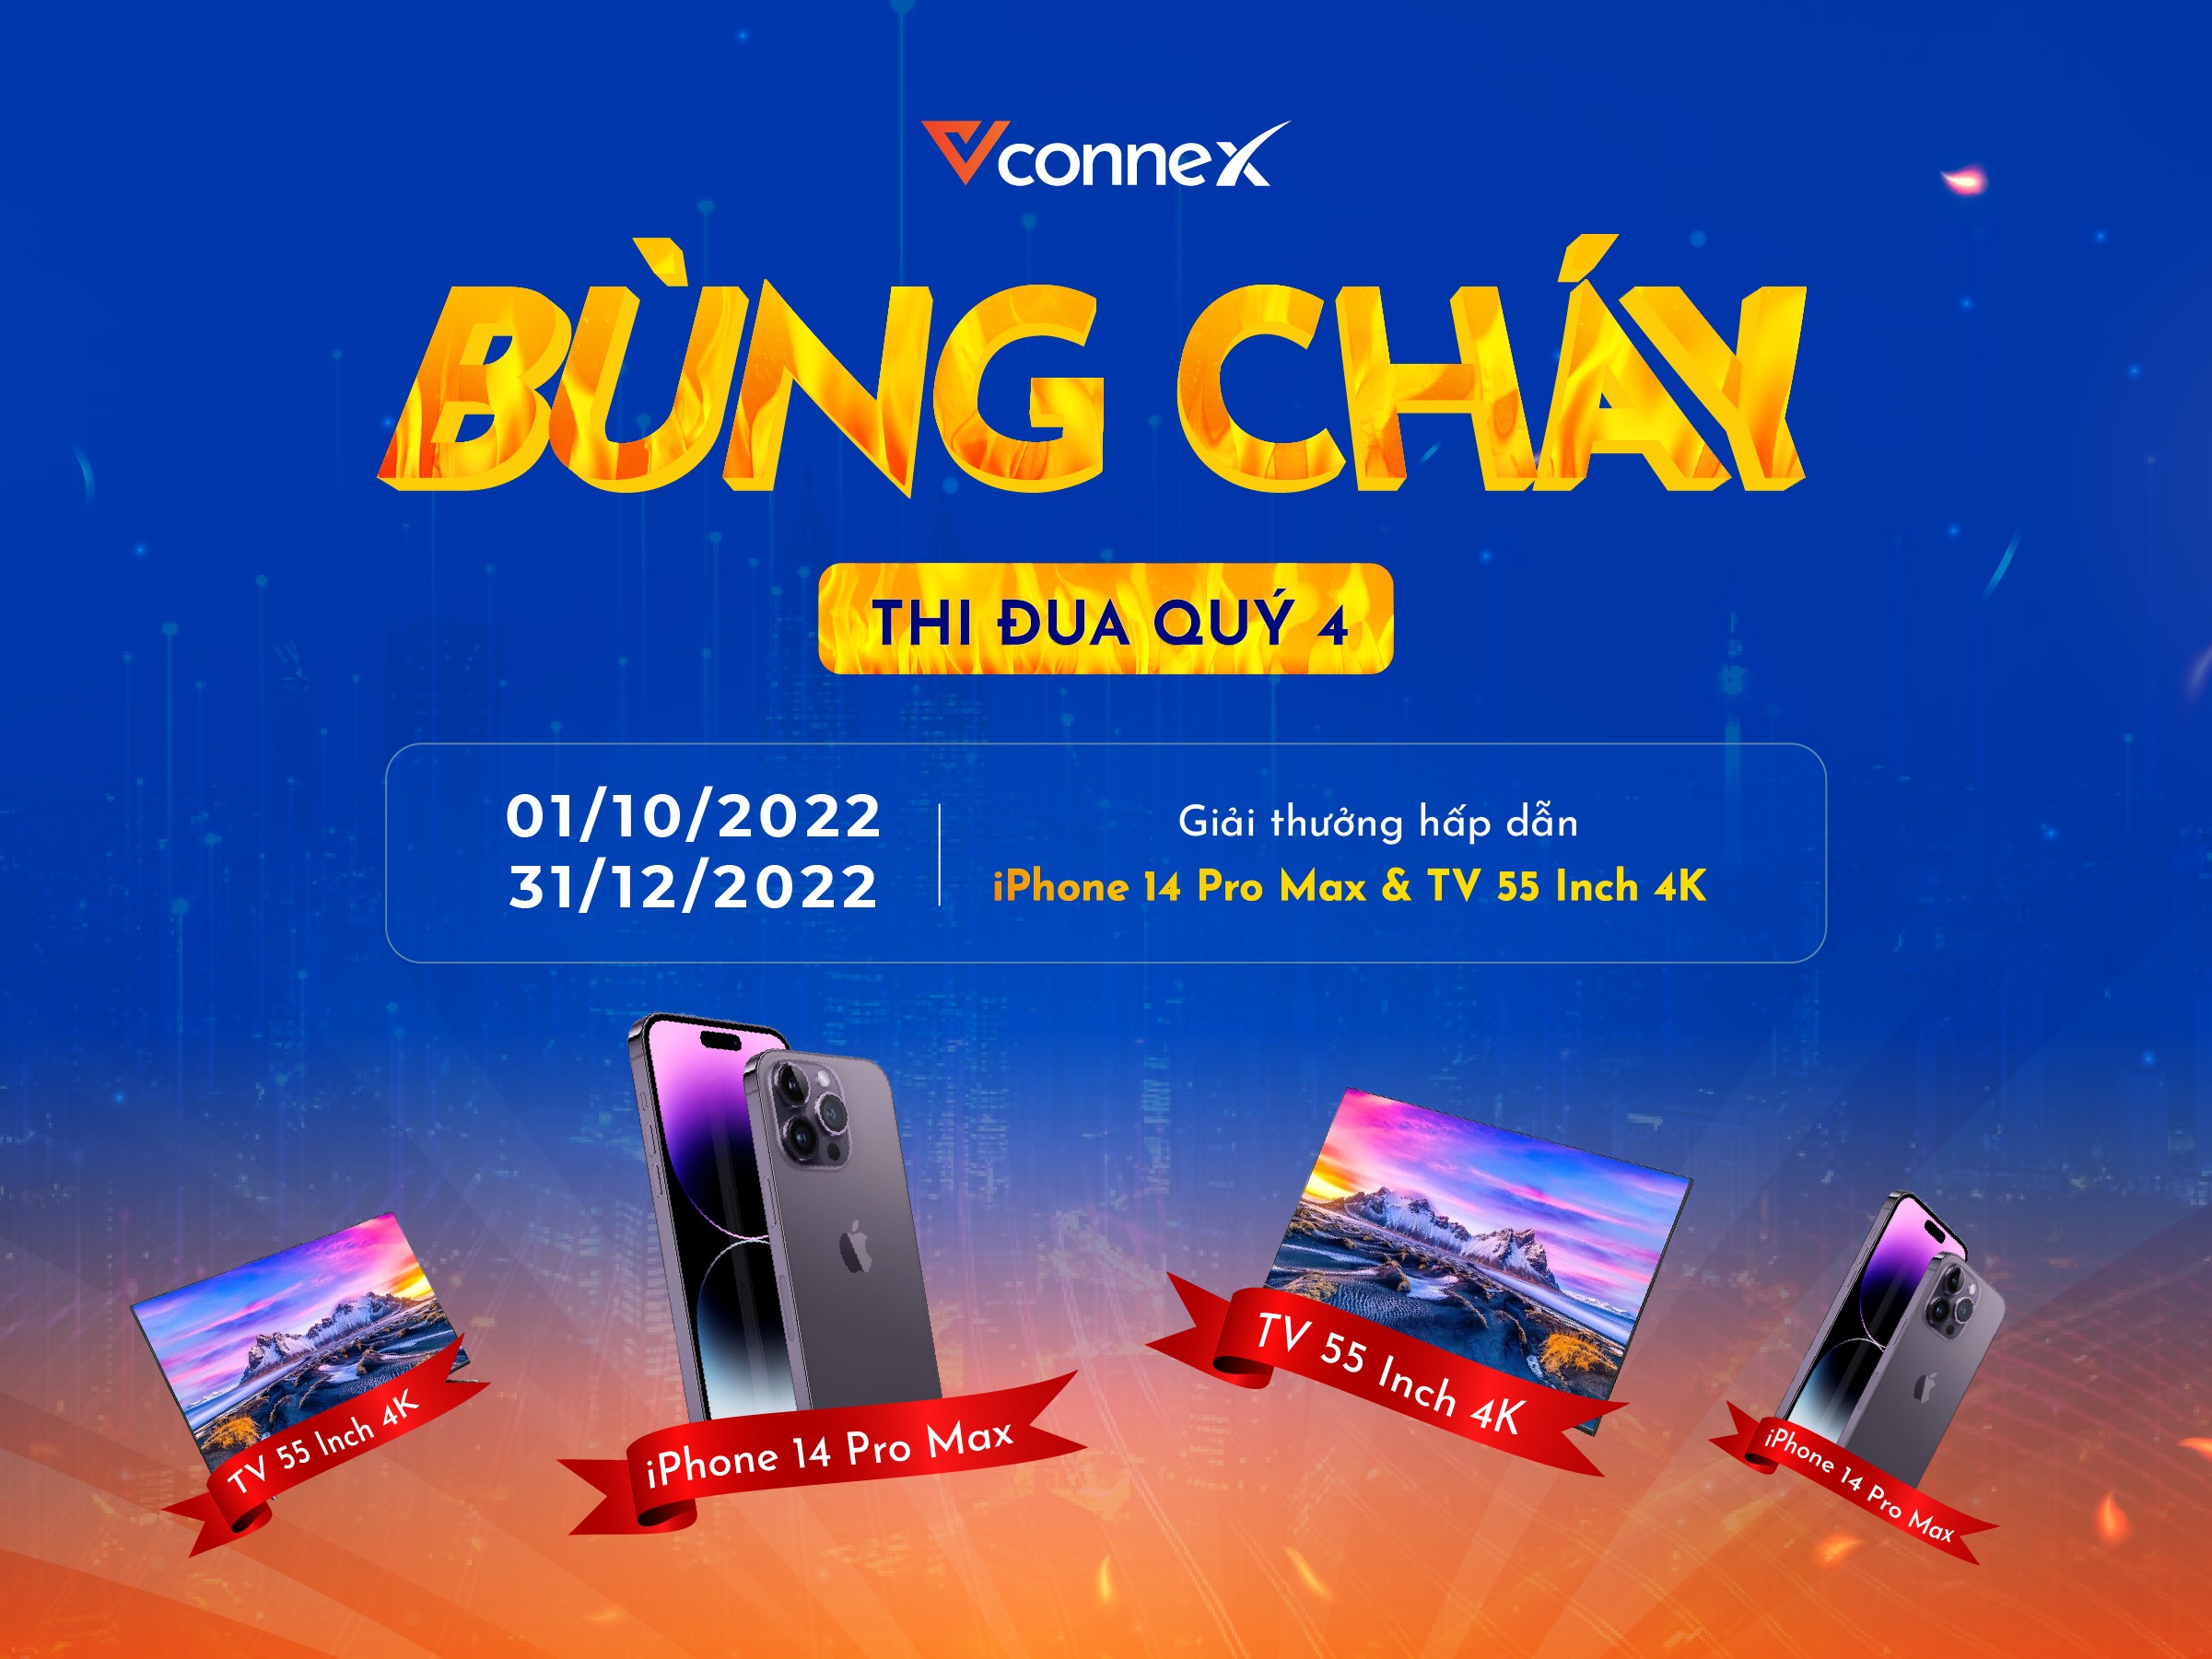 Vconnex
BÙNG CHÁY
THI ĐUA QUÝ 4
01/10/2022
31/12/2022
Giải thưởng hấp dẫn
iPhone 14 Pro Max & TV 55 Inch 4K
TV 55 Inch 4K
iPhone 14 Pro Max
TV 55 Inch 4K
iPhone 14 Pro Max